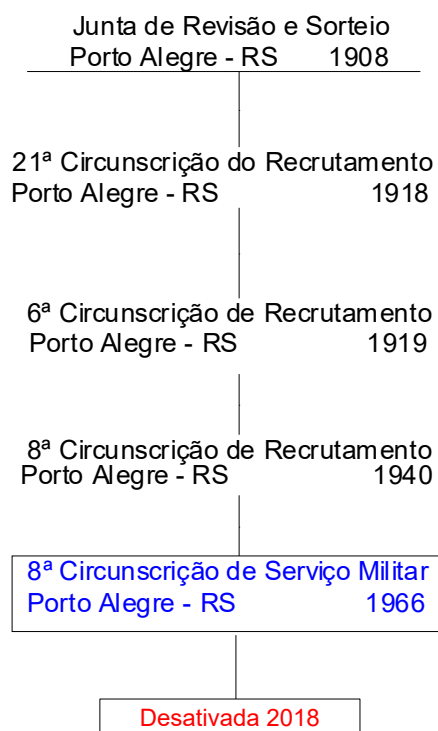 Junta de Revisão e Sorteio
Porto Alegre - RS 1908
21ª Circunscrição do Recrutamento
Porto Alegre - RS 1918
6ª Circunscrição de Recrutamento
Porto Alegre - RS 1919
8ª Circunscrição de Recrutamento
Porto Alegre - RS 1940
8ª Circunscrição de Serviço Militar
Porto Alegre - RS 1966
Desativada 2018